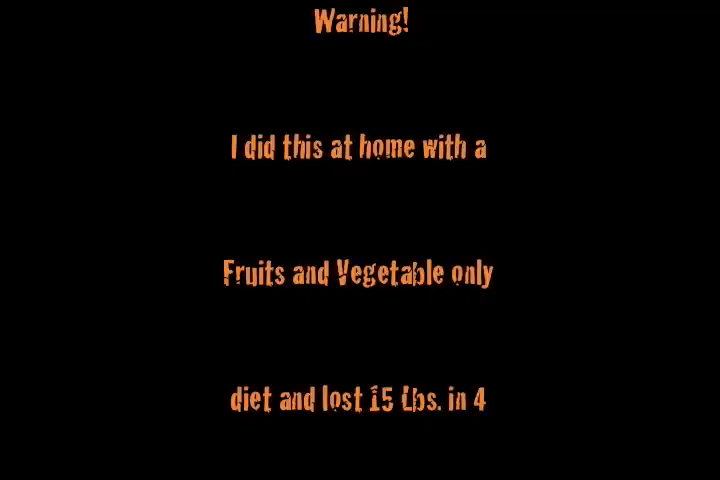 Warning!
I did this at home with a
Fruits and Vegetable only
diet and lost 15 Lbs. in 4